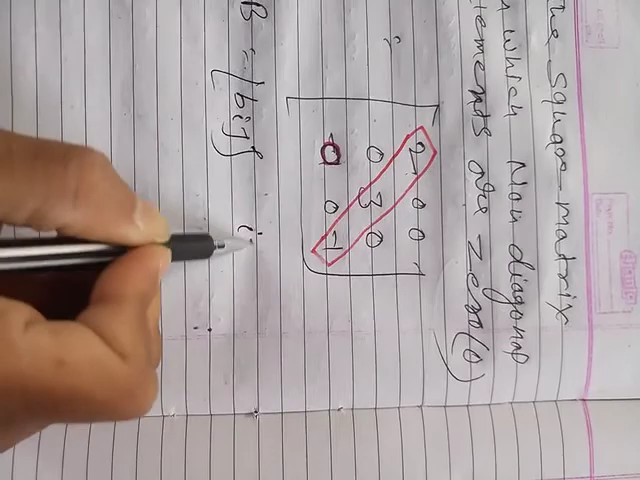 The square matrix
which Non diagonal
elements are zero (0)
2 0 0
0 3 0
0 0 -1
B = [bij] i